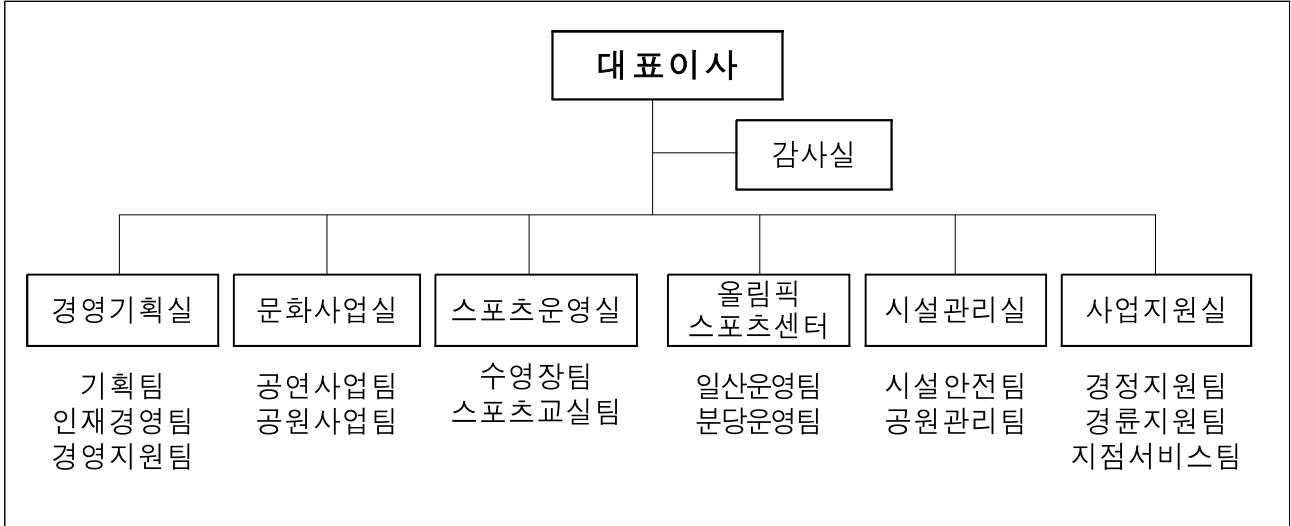 대표이사
감사실
경영기획실
기획팀
인재경영팀
경영지원팀
문화사업실
공연사업팀
공원사업팀
스포츠운영실
수영장팀
스포츠교실팀
올림픽
스포츠센터
일산운영팀
분당운영팀
시설관리실
시설안전팀
공원관리팀
사업지원실
경정지원팀
경륜지원팀
지점서비스팀